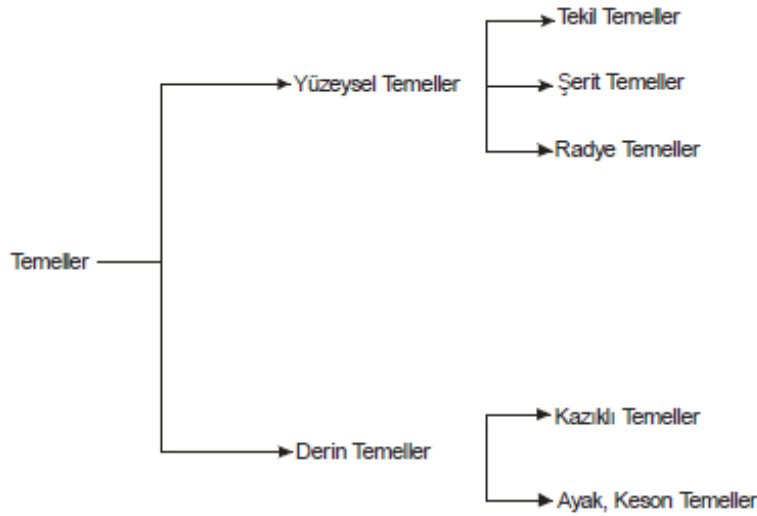 Temeller
Yüzeysel Temeller
Tekil Temeller
Şerit Temeller
Radye Temeller
Derin Temeller
Kazıklı Temeller
Ayak, Keson Temeller